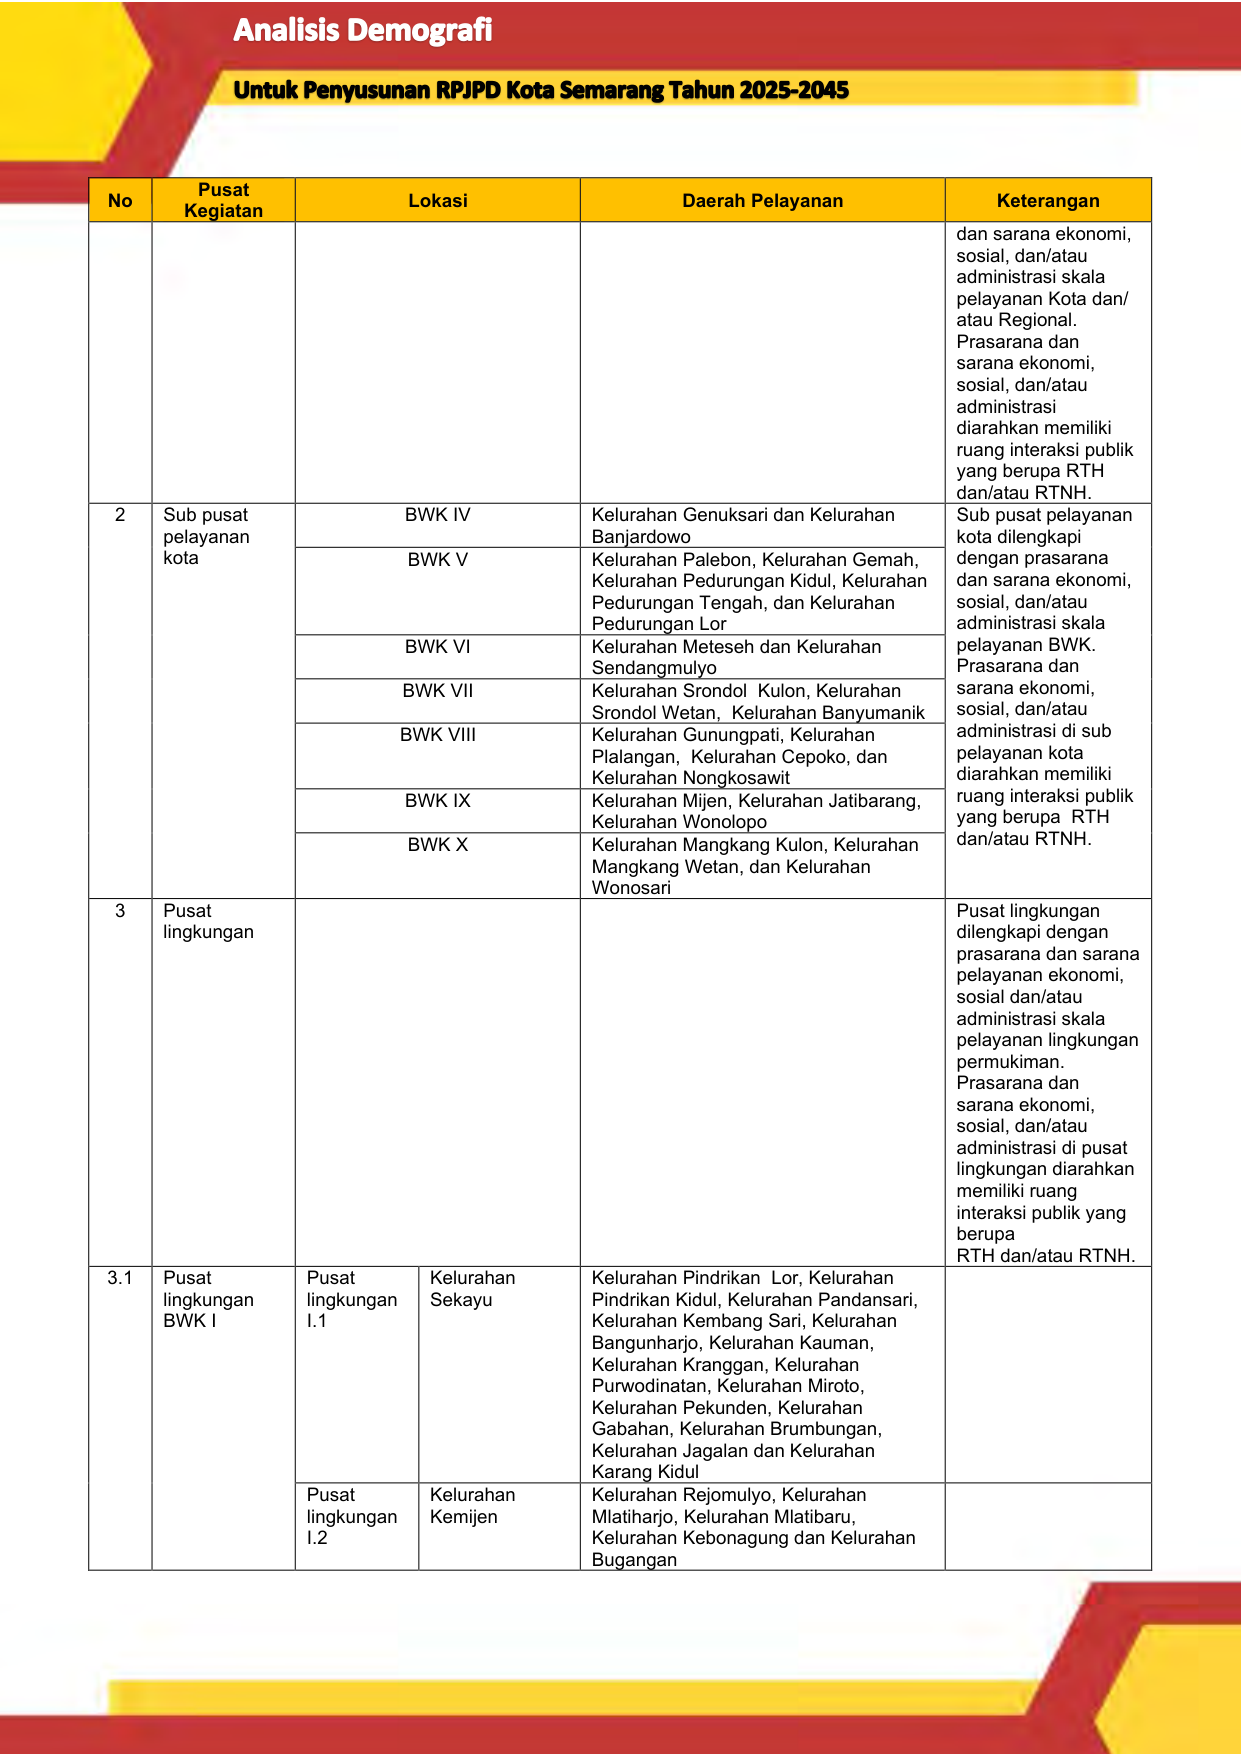 Analisis Demografi
Untuk Penyusunan RPJPD Kota Semarang Tahun 2025-2045
No
Pusat
Kegiatan
Lokasi
Daerah Pelayanan
Keterangan
dan sarana ekonomi,
sosial, dan/atau
administrasi skala
pelayanan Kota dan/
atau Regional.
Prasarana dan
sarana ekonomi,
sosial, dan/atau
administrasi
diarahkan memiliki
ruang interaksi publik
yang berupa RTH
dan/atau RTNH.
2
Sub pusat
pelayanan
kota
BWK IV
Kelurahan Genuksari dan Kelurahan
Banjardowo
BWK V
Kelurahan Palebon, Kelurahan Gemah,
Kelurahan Pedurungan Kidul, Kelurahan
Pedurungan Tengah, dan Kelurahan
Pedurungan Lor
BWK VI
Kelurahan Meteseh dan Kelurahan
Sendangmulyo
BWK VII
Kelurahan Srondol  Kulon, Kelurahan
Srondol Wetan,  Kelurahan Banyumanik
BWK VIII
Kelurahan Gunungpati, Kelurahan
Plalangan,  Kelurahan Cepoko, dan
Kelurahan Nongkosawit
BWK IX
Kelurahan Mijen, Kelurahan Jatibarang,
Kelurahan Wonolopo
BWK X
Kelurahan Mangkang Kulon, Kelurahan
Mangkang Wetan, dan Kelurahan
Wonosari
Sub pusat pelayanan
kota dilengkapi
dengan prasarana
dan sarana ekonomi,
sosial, dan/atau
administrasi skala
pelayanan BWK.
Prasarana dan
sarana ekonomi,
sosial, dan/atau
administrasi di sub
pelayanan kota
diarahkan memiliki
ruang interaksi publik
yang berupa  RTH
dan/atau RTNH.
3
Pusat
lingkungan
Pusat lingkungan
dilengkapi dengan
prasarana dan sarana
pelayanan ekonomi,
sosial dan/atau
administrasi skala
pelayanan lingkungan
permukiman.
Prasarana dan
sarana ekonomi,
sosial, dan/atau
administrasi di pusat
lingkungan diarahkan
memiliki ruang
interaksi publik yang
berupa
RTH dan/atau RTNH.
3.1
Pusat
lingkungan
BWK I
Pusat
lingkungan
I.1
Kelurahan
Sekayu
Kelurahan Pindrikan  Lor, Kelurahan
Pindrikan Kidul, Kelurahan Pandansari,
Kelurahan Kembang Sari, Kelurahan
Bangunharjo, Kelurahan Kauman,
Kelurahan Kranggan, Kelurahan
Purwodinatan, Kelurahan Miroto,
Kelurahan Pekunden, Kelurahan
Gabahan, Kelurahan Brumbungan,
Kelurahan Jagalan dan Kelurahan
Karang Kidul
Pusat
lingkungan
I.2
Kelurahan
Kemijen
Kelurahan Rejomulyo, Kelurahan
Mlatiharjo, Kelurahan Mlatibaru,
Kelurahan Kebonagung dan Kelurahan
Bugangan